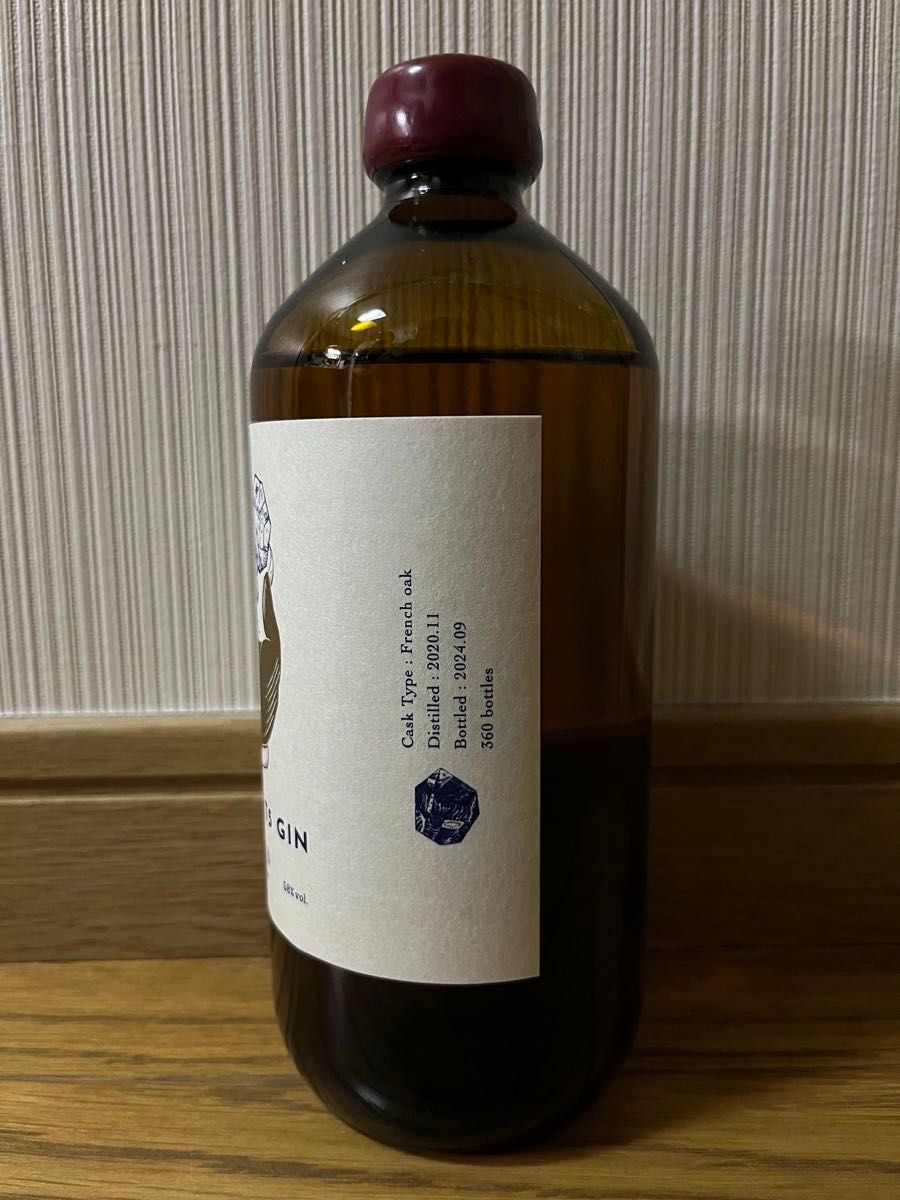 Cask Type : French oak
Distilled : 2020.11
Bottled : 2024.09
360 bottles
GIN
58%vol.